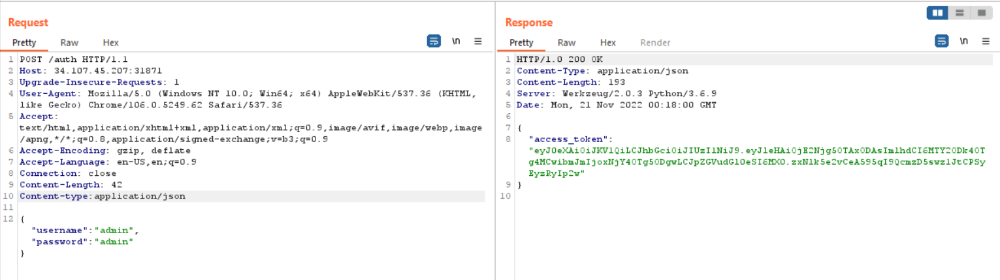 Request
Pretty Raw Hex \n
1 POST /auth HTTP/1.1
2 Host: 34.107.45.207:31871
3 Upgrade-Insecure-Requests: 1
4 User-Agent: Mozilla/5.0 (Windows NT 10.0; Win64; x64) AppleWebKit/537.36 (KHTML,
like Gecko) Chrome/106.0.5249.62 Safari/537.36
5 Accept:
text/html,application/xhtml+xml,application/xml;q=0.9,image/avif,image/webp,image
/apng,*/*;q=0.8,application/signed-exchange;v=b3;q=0.9
6 Accept-Encoding: gzip, deflate
7 Accept-Language: en-US,en;q=0.9
8 Connection: close
9 Content-Length: 42
10 Content-type:application/json
11
12 {
"username":"admin",
"password":"admin"
}
Response
Pretty Raw Hex Render \n
1 HTTP/1.0 200 OK
2 Content-Type: application/json
3 Content-Length: 193
4 Server: Werkzeug/2.0.3 Python/3.6.9
5 Date: Mon, 21 Nov 2022 00:18:00 GMT
6
7 {
8 "access_token":
"eyJ0eXAiOiJKV1QiLCJhbGciOiJIUzI1NiJ9.eyJleHAiOjE2Njg5OTAxODAsImlhdCI6MTY2ODk4OT
g4MCwibmJmIjoxNjY4OTg5ODgwLCJpZGVudGl0eSI6MX0.zxNlk5e2vCeA595qI9QcmzD5swzlJtCPSy
EyzRyIp2w"
9 }
10